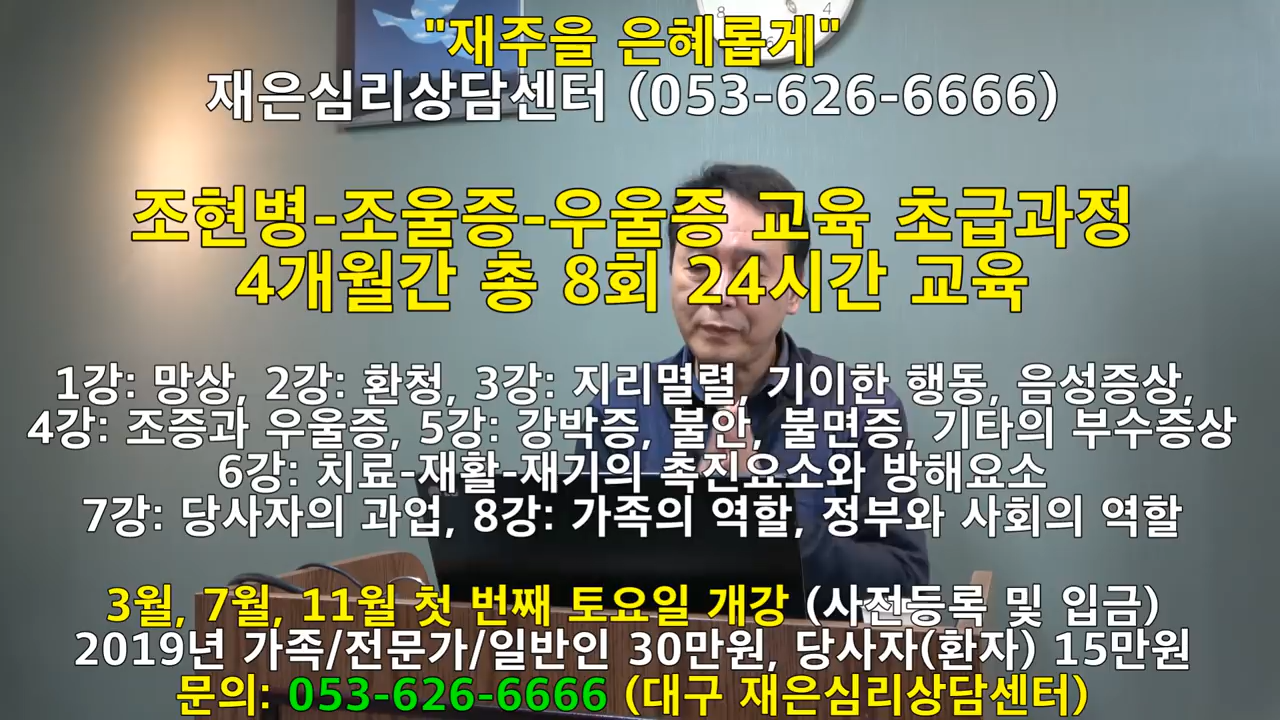 "재주을 은혜롭게"
재은심리상담센터 (053-626-6666)
조현병-조울증-우울증 교육 초급과정
4개월간 총 8회 24시간 교육
1강: 망상, 2강: 환청, 3강: 지리멸렬, 기이한 행동, 음성증상,
4강: 조증과 우울증, 5강: 강박증, 불안, 불면증, 기타의 부수증상
6강: 치료-재활-재기의 촉진요소와 방해요소
7강: 당사자의 과업, 8강: 가족의 역할, 정부와 사회의 역할
3월, 7월, 11월 첫 번째 토요일 개강 (사전등록 및 입금)
2019년 가족/전문가/일반인 30만원, 당사자(환자) 15만원
문의: 053-626-6666 (대구 재은심리상담센터)